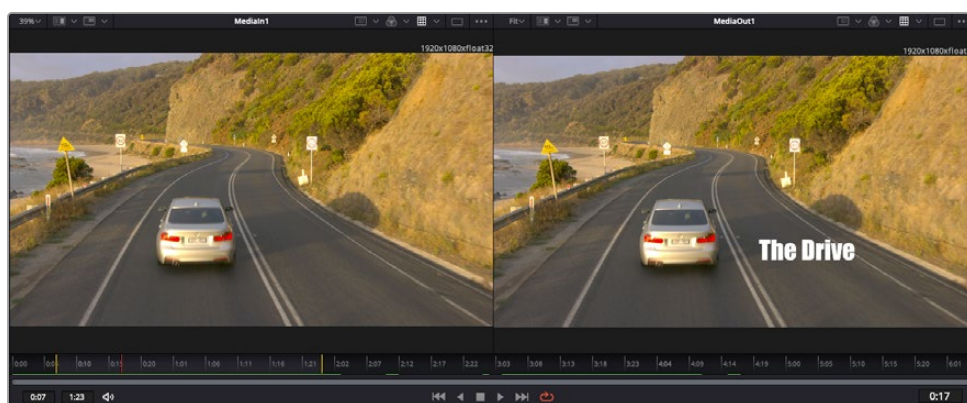 39%
MediaIn1
Fit
MediaOut1
1920x1080xfloat32
1920x1080xfloat
The Drive
0:00 0:10 0:15 0:20 1:01 1:06 1:11 1:16 1:21 2:02 2:07 2:12 2:17 2:22 3:03 3:08 3:13 3:18 3:23 4:04 4:09 4:14 4:19 5:00 5:05 5:10 5:15 5:20 6:01
0:07 1:23 0:17